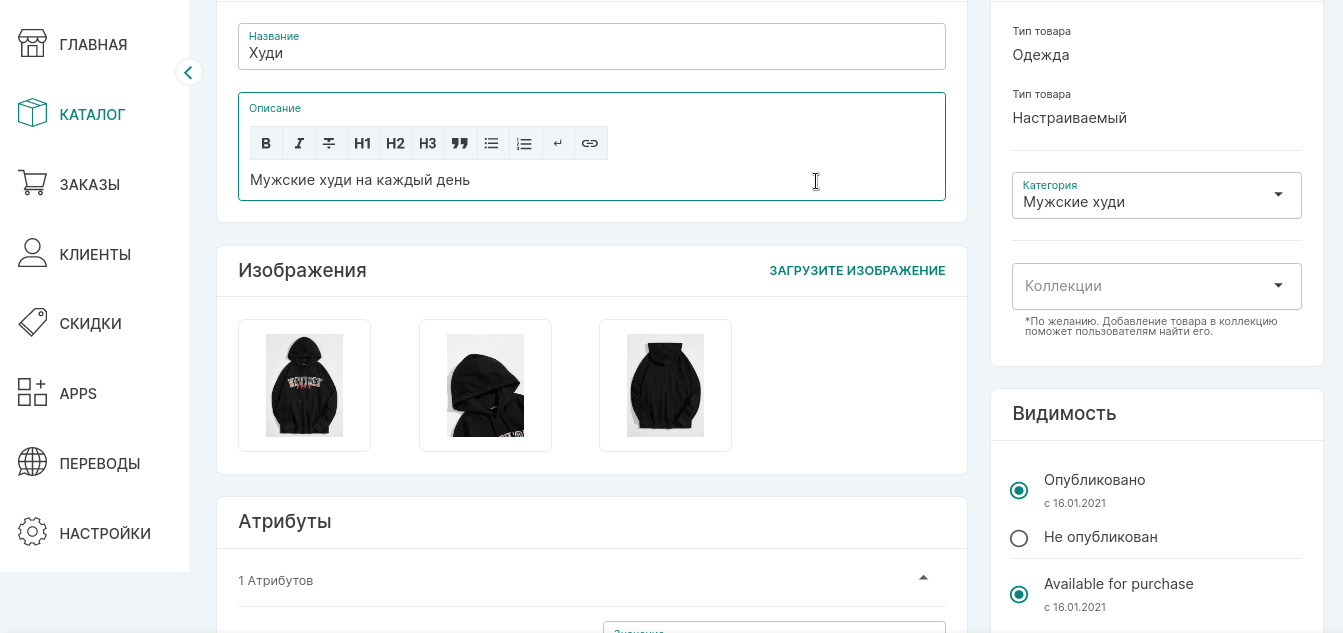 ГЛАВНАЯ
КАТАЛОГ
ЗАКАЗЫ
КЛИЕНТЫ
СКИДКИ
APPS
ПЕРЕВОДЫ
НАСТРОЙКИ
Название
Худи
Описание
B I H1 H2 H3
Мужские худи на каждый день
Изображения
ЗАГРУЗИТЕ ИЗОБРАЖЕНИЕ
Атрибуты
1 Атрибутов
Значение
Тип товара
Одежда
Тип товара
Настраиваемый
Категория
Мужские худи
Коллекции
*По желанию. Добавление товара в коллекцию
поможет пользователям найти его.
Видимость
Опубликовано
с 16.01.2021
Не опубликован
Available for purchase
с 16.01.2021